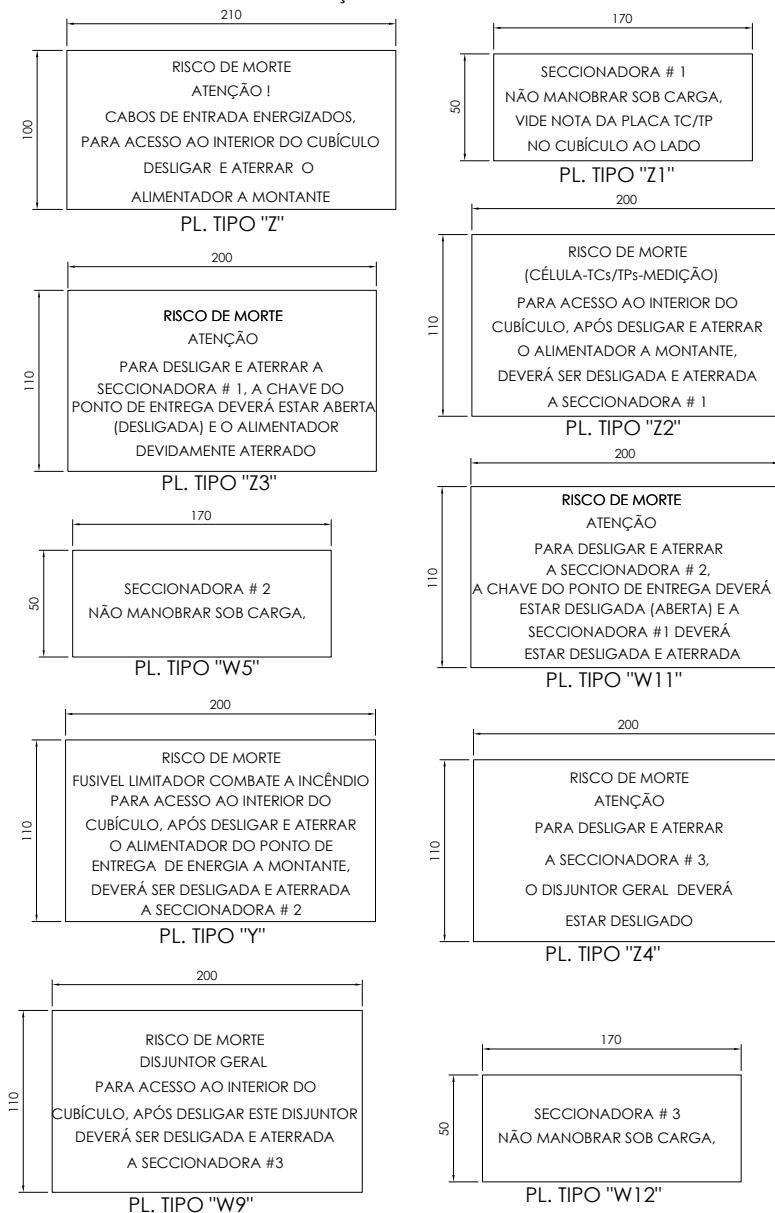 210
100
RISCO DE MORTE
ATENÇÃO !
CABOS DE ENTRADA ENERGIZADOS,
PARA ACESSO AO INTERIOR DO CUBÍCULO
DESLIGAR E ATERRAR O
ALIMENTADOR A MONTANTE
PL. TIPO "Z"
170
50
SECCIONADORA # 1
NÃO MANOBRAR SOB CARGA,
VIDE NOTA DA PLACA TC/TP
NO CUBÍCULO AO LADO
PL. TIPO "Z1"
200
110
RISCO DE MORTE
ATENÇÃO
PARA DESLIGAR E ATERRAR A
SECCIONADORA # 1, A CHAVE DO
PONTO DE ENTREGA DEVERÁ ESTAR ABERTA
(DESLIGADA) E O ALIMENTADOR
DEVIDAMENTE ATERRADO
PL. TIPO "Z3"
200
110
RISCO DE MORTE
(CÉLULA-TCs/TPs-MEDIÇÃO)
PARA ACESSO AO INTERIOR DO
CUBÍCULO, APÓS DESLIGAR E ATERRAR
O ALIMENTADOR A MONTANTE,
DEVERÁ SER DESLIGADA E ATERRADA
A SECCIONADORA # 1
PL. TIPO "Z2"
170
50
SECCIONADORA # 2
NÃO MANOBRAR SOB CARGA,
PL. TIPO "W5"
200
110
RISCO DE MORTE
ATENÇÃO
PARA DESLIGAR E ATERRAR
A SECCIONADORA # 2,
A CHAVE DO PONTO DE ENTREGA DEVERÁ
ESTAR DESLIGADA (ABERTA) E A
SECCIONADORA #1 DEVERÁ
ESTAR DESLIGADA E ATERRADA
PL. TIPO "W11"
200
110
RISCO DE MORTE
FUSIVEL LIMITADOR COMBATE A INCÊNDIO
PARA ACESSO AO INTERIOR DO
CUBÍCULO, APÓS DESLIGAR E ATERRAR
O ALIMENTADOR DO PONTO DE
ENTREGA DE ENERGIA A MONTANTE,
DEVERÁ SER DESLIGADA E ATERRADA
A SECCIONADORA # 2
PL. TIPO "Y"
200
110
RISCO DE MORTE
ATENÇÃO
PARA DESLIGAR E ATERRAR
A SECCIONADORA # 3,
O DISJUNTOR GERAL DEVERÁ
ESTAR DESLIGADO
PL. TIPO "Z4"
200
110
RISCO DE MORTE
DISJUNTOR GERAL
PARA ACESSO AO INTERIOR DO
CUBÍCULO, APÓS DESLIGAR ESTE DISJUNTOR
DEVERÁ SER DESLIGADA E ATERRADA
A SECCIONADORA #3
PL. TIPO "W9"
170
50
SECCIONADORA # 3
NÃO MANOBRAR SOB CARGA,
PL. TIPO "W12"